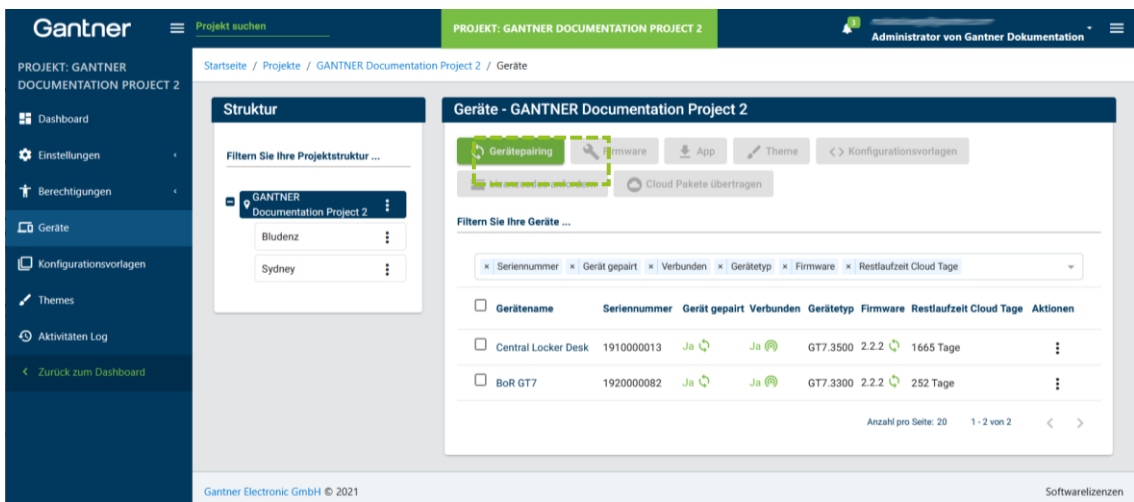 Gantner
Projekt suchen
PROJEKT: GANTNER DOCUMENTATION PROJECT 2
1
Administrator von Gantner Dokumentation
PROJEKT: GANTNER
DOCUMENTATION PROJECT 2
Dashboard
Einstellungen
Berechtigungen
Geräte
Konfigurationsvorlagen
Themes
Aktivitäten Log
Zurück zum Dashboard
Startseite / Projekte / GANTNER Documentation Project 2 / Geräte
Struktur
Filtern Sie Ihre Projektstruktur ...
GANTNER
Documentation Project 2
Bludenz
Sydney
Geräte - GANTNER Documentation Project 2
Gerätepairing Firmware App Theme <> Konfigurationsvorlagen
Cloud Pakete übertragen
Filtern Sie Ihre Geräte ...
× Seriennummer × Gerät gepairt × Verbunden × Gerätetyp × Firmware × Restlaufzeit Cloud Tage
Gerätename Seriennummer Gerät gepairt Verbunden Gerätetyp Firmware Restlaufzeit Cloud Tage Aktionen
Central Locker Desk 1910000013 Ja Ja GT7.3500 2.2.2 1665 Tage
BoR GT7 1920000082 Ja Ja GT7.3300 2.2.2 252 Tage
Anzahl pro Seite: 20 1 - 2 von 2 < >
Gantner Electronic GmbH © 2021
Softwarelizenzen